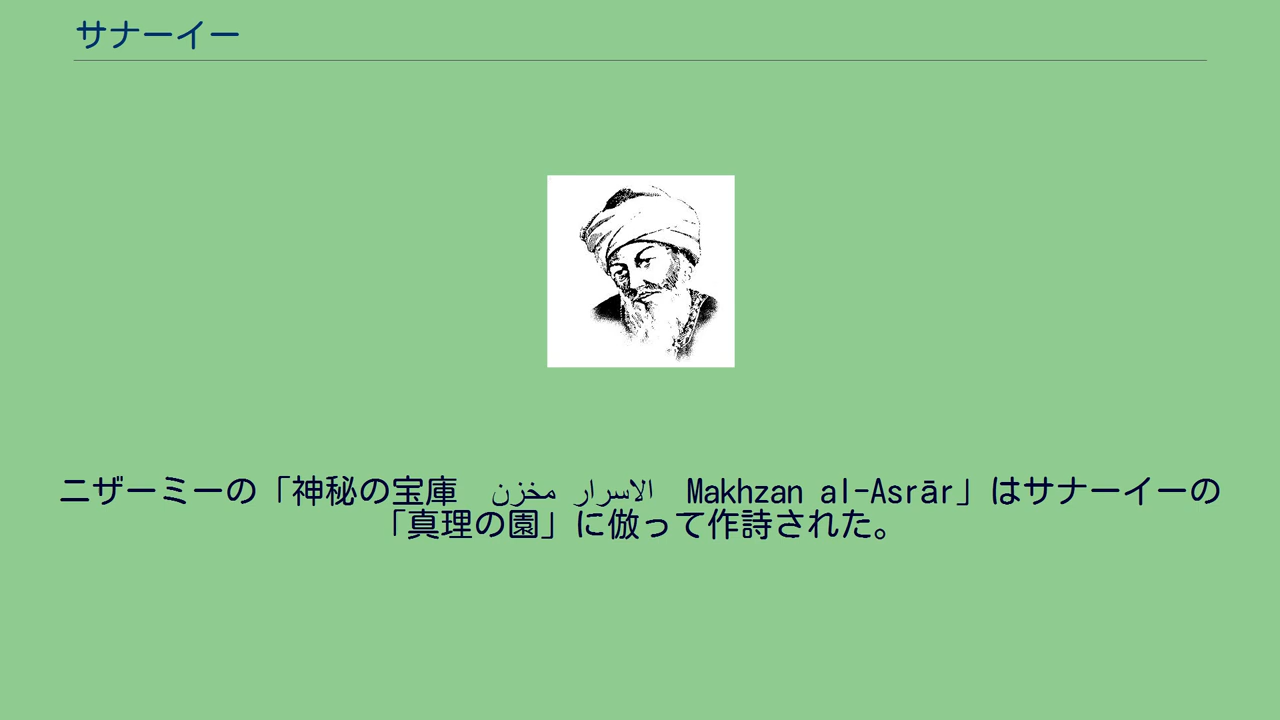 サナーイー
ニザーミーの「神秘の宝庫　مخزن الاسرار　Makhzan al-Asrār」はサナーイーの
「真理の園」に倣って作詩された。